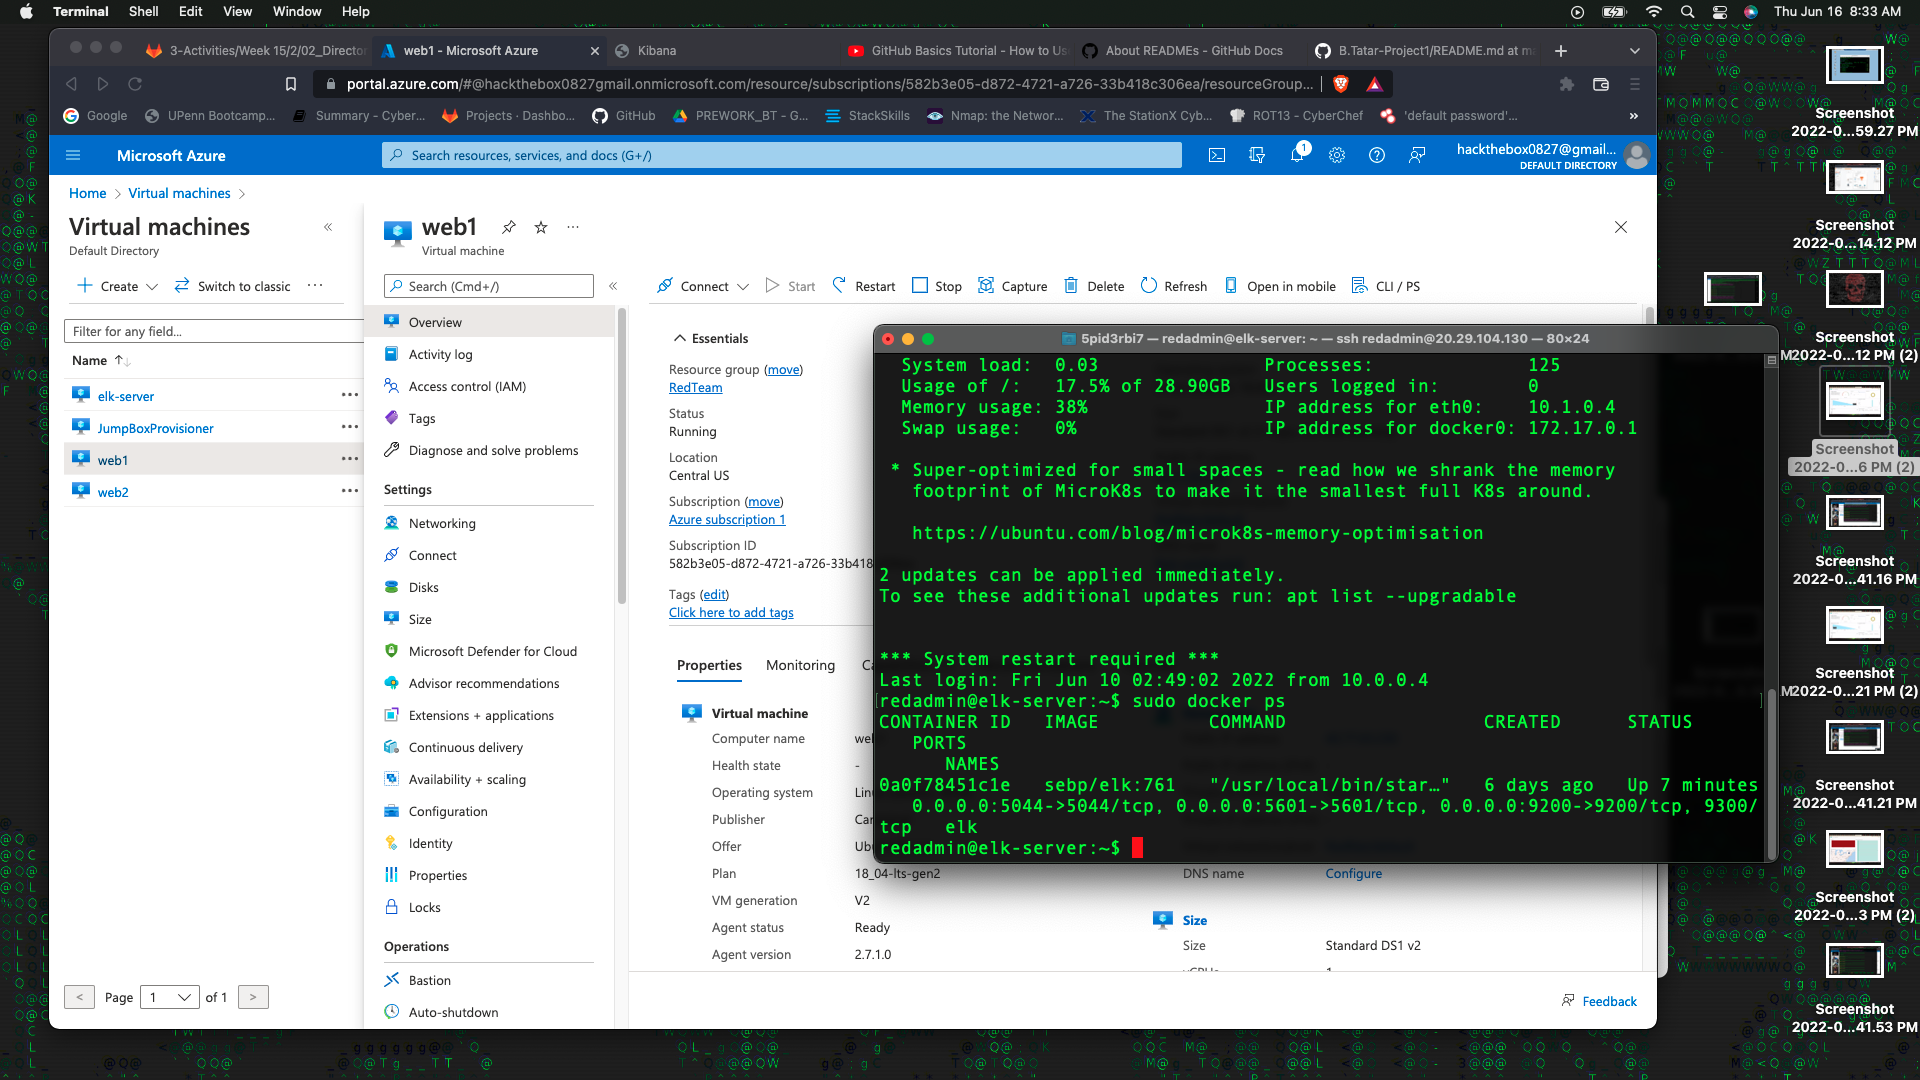 Terminal Shell Edit View Window Help
Thu Jun 16 8:33 AM
3-Activities/Week 15/2/02_Director
web1 - Microsoft Azure
Kibana
GitHub Basics Tutorial - How to Us
About READMEs - GitHub Docs
B.Tatar-Project1/README.md at ma
portal.azure.com/#@hackthebox0827gmail.onmicrosoft.com/resource/subscriptions/582b3e05-d872-4721-a726-33b418c306ea/resourceGroup...
Google
UPenn Bootcamp...
Summary - Cyber...
Projects · Dashbo...
GitHub
PREWORK_BT - G...
StackSkills
Nmap: the Networ...
The StationX Cyb...
ROT13 - CyberChef
'default password'...
»
Microsoft Azure
Search resources, services, and docs (G+/)
1
hackthebox0827@gmail...
DEFAULT DIRECTORY
Home > Virtual machines >
Virtual machines
Default Directory
Create
Switch to classic
Filter for any field...
Name
elk-server
JumpBoxProvisioner
web1
web2
< Page 1 of 1 >
web1
Virtual machine
Search (Cmd+/)
Overview
Activity log
Access control (IAM)
Tags
Diagnose and solve problems
Settings
Networking
Connect
Disks
Size
Microsoft Defender for Cloud
Advisor recommendations
Extensions + applications
Continuous delivery
Availability + scaling
Configuration
Identity
Properties
Locks
Operations
Bastion
Auto-shutdown
Connect Start Restart Stop Capture Delete Refresh Open in mobile CLI / PS
Essentials
Resource group (move)
RedTeam
Status
Running
Location
Central US
Subscription (move)
Azure subscription 1
Subscription ID
582b3e05-d872-4721-a726-33b418
Tags (edit)
Click here to add tags
Properties Monitoring Ca
Virtual machine
Computer name we
Health state -
Operating system Lin
Publisher Can
Offer Ubu
Plan 18_04-lts-gen2
VM generation V2
Agent status Ready
Agent version 2.7.1.0
DNS name Configure
Size
Size Standard DS1 v2
Feedback
5pid3rbi7 — redadmin@elk-server: ~ — ssh redadmin@20.29.104.130 — 80×24
System load: 0.03 Processes: 125
Usage of /: 17.5% of 28.90GB Users logged in: 0
Memory usage: 38% IP address for eth0: 10.1.0.4
Swap usage: 0% IP address for docker0: 172.17.0.1
* Super-optimized for small spaces - read how we shrank the memory
footprint of MicroK8s to make it the smallest full K8s around.
https://ubuntu.com/blog/microk8s-memory-optimisation
2 updates can be applied immediately.
To see these additional updates run: apt list --upgradable
*** System restart required ***
Last login: Fri Jun 10 02:49:02 2022 from 10.0.0.4
[redadmin@elk-server:~$ sudo docker ps ]
CONTAINER ID IMAGE COMMAND CREATED STATUS
PORTS
NAMES
0a0f78451c1e sebp/elk:761 "/usr/local/bin/star…" 6 days ago Up 7 minutes
0.0.0.0:5044->5044/tcp, 0.0.0.0:5601->5601/tcp, 0.0.0.0:9200->9200/tcp, 9300/
tcp elk
redadmin@elk-server:~$
Screenshot
2022-0...59.27 PM
Screenshot
2022-0...14.12 PM
Screenshot
2022-0...12 PM (2)
Screenshot
2022-0...6 PM (2)
Screenshot
2022-0...41.16 PM
Screenshot
2022-0...21 PM (2)
Screenshot
2022-0...41.21 PM
Screenshot
2022-0...3 PM (2)
Screenshot
2022-0...41.53 PM